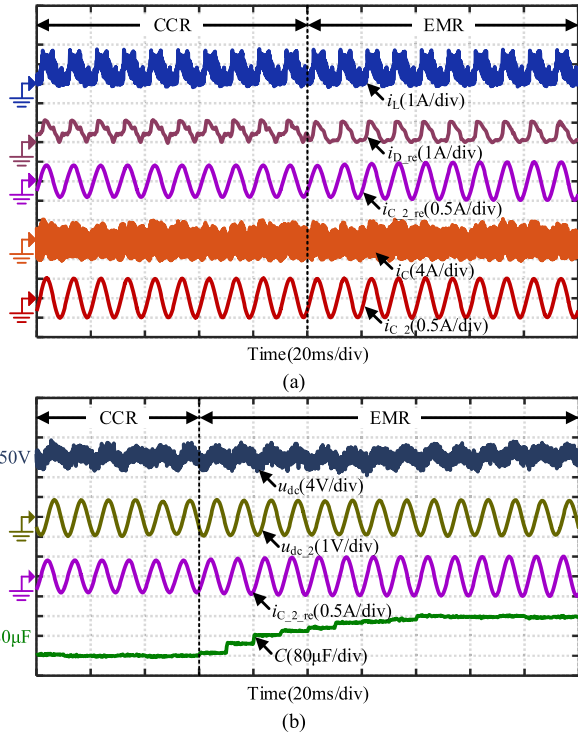 CCR EMR
iL(1A/div)
iD_re(1A/div)
iC_2_re(0.5A/div)
iC(4A/div)
iC_2(0.5A/div)
Time(20ms/div)
(a)
CCR EMR
50V
udc(4V/div)
udc_2(1V/div)
iC_2_re(0.5A/div)
0μF
C(80μF/div)
Time(20ms/div)
(b)